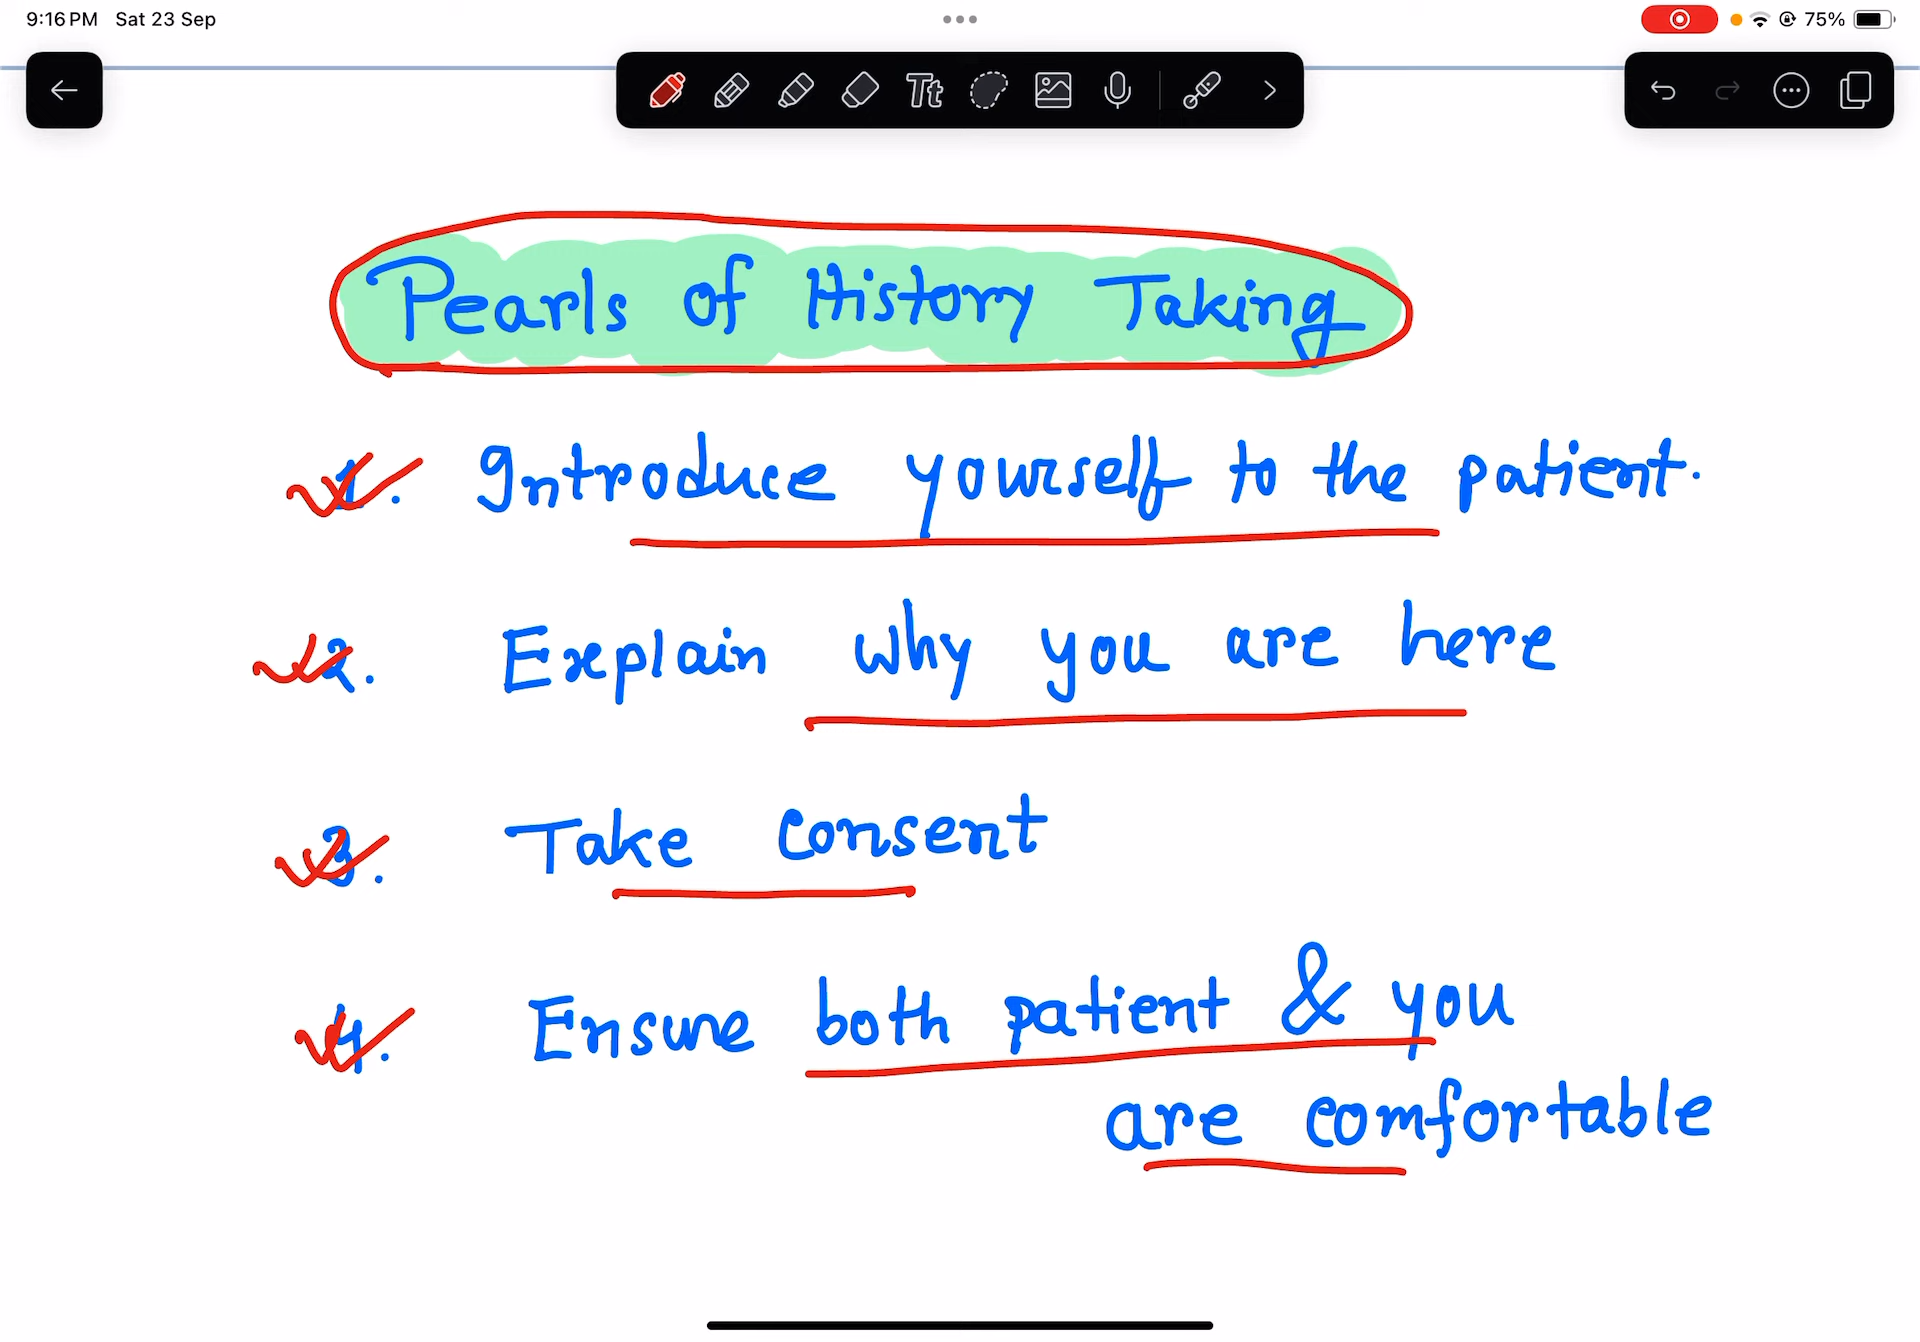 9:16 PM Sat 23 Sep
75%
Tt
Pearls of History Taking
1. Introduce yourself to the patient.
2. Explain why you are here
3. Take consent
4. Ensure both patient & you
are comfortable